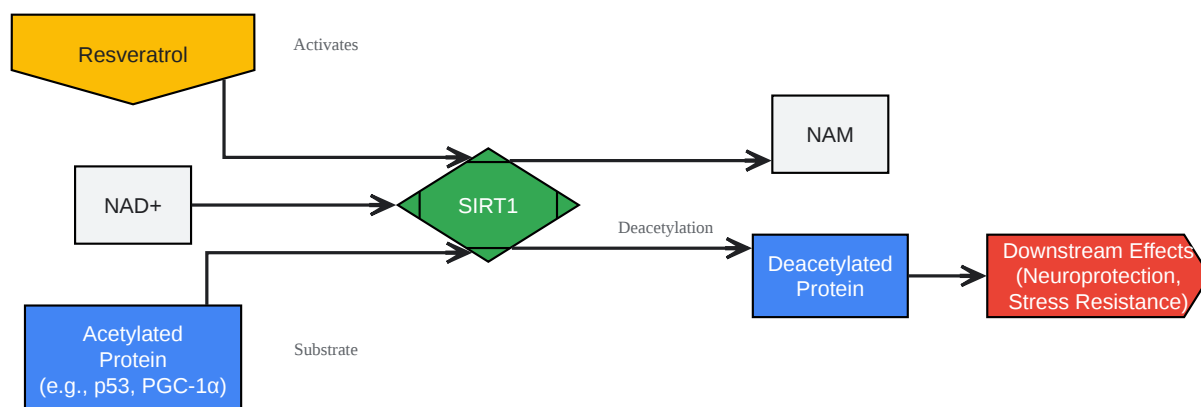 Resveratrol
Activates
NAM
NAD+
SIRT1
Deacetylation
Deacetylated
Protein
Downstream Effects
(Neuroprotection,
Stress Resistance)
Acetylated
Protein
(e.g., p53, PGC-1α)
Substrate